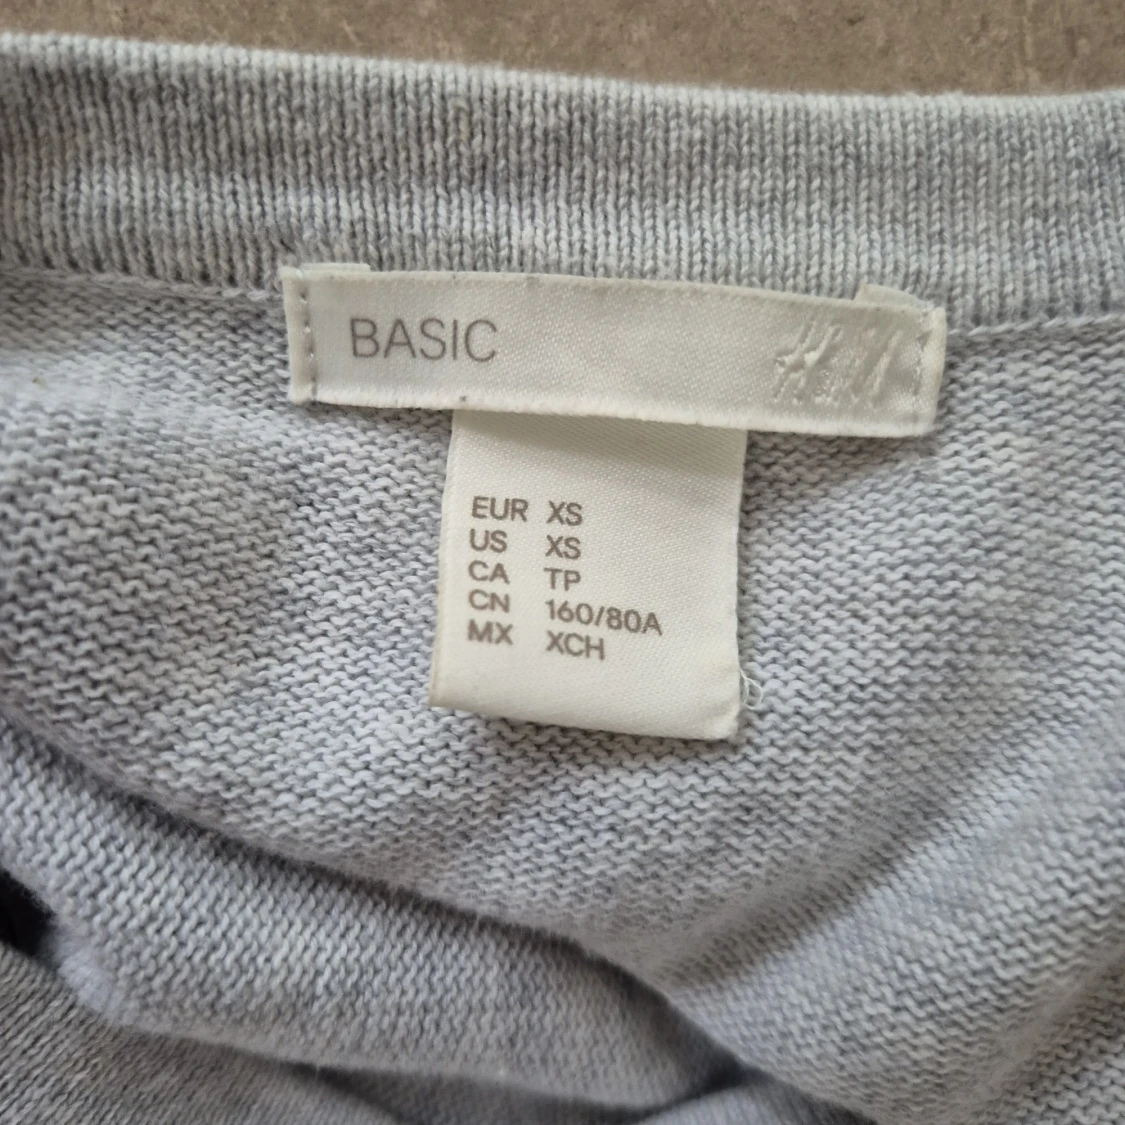 BASIC H&M
EUR XS
US XS
CA TP
CN 160/80A
MX XCH